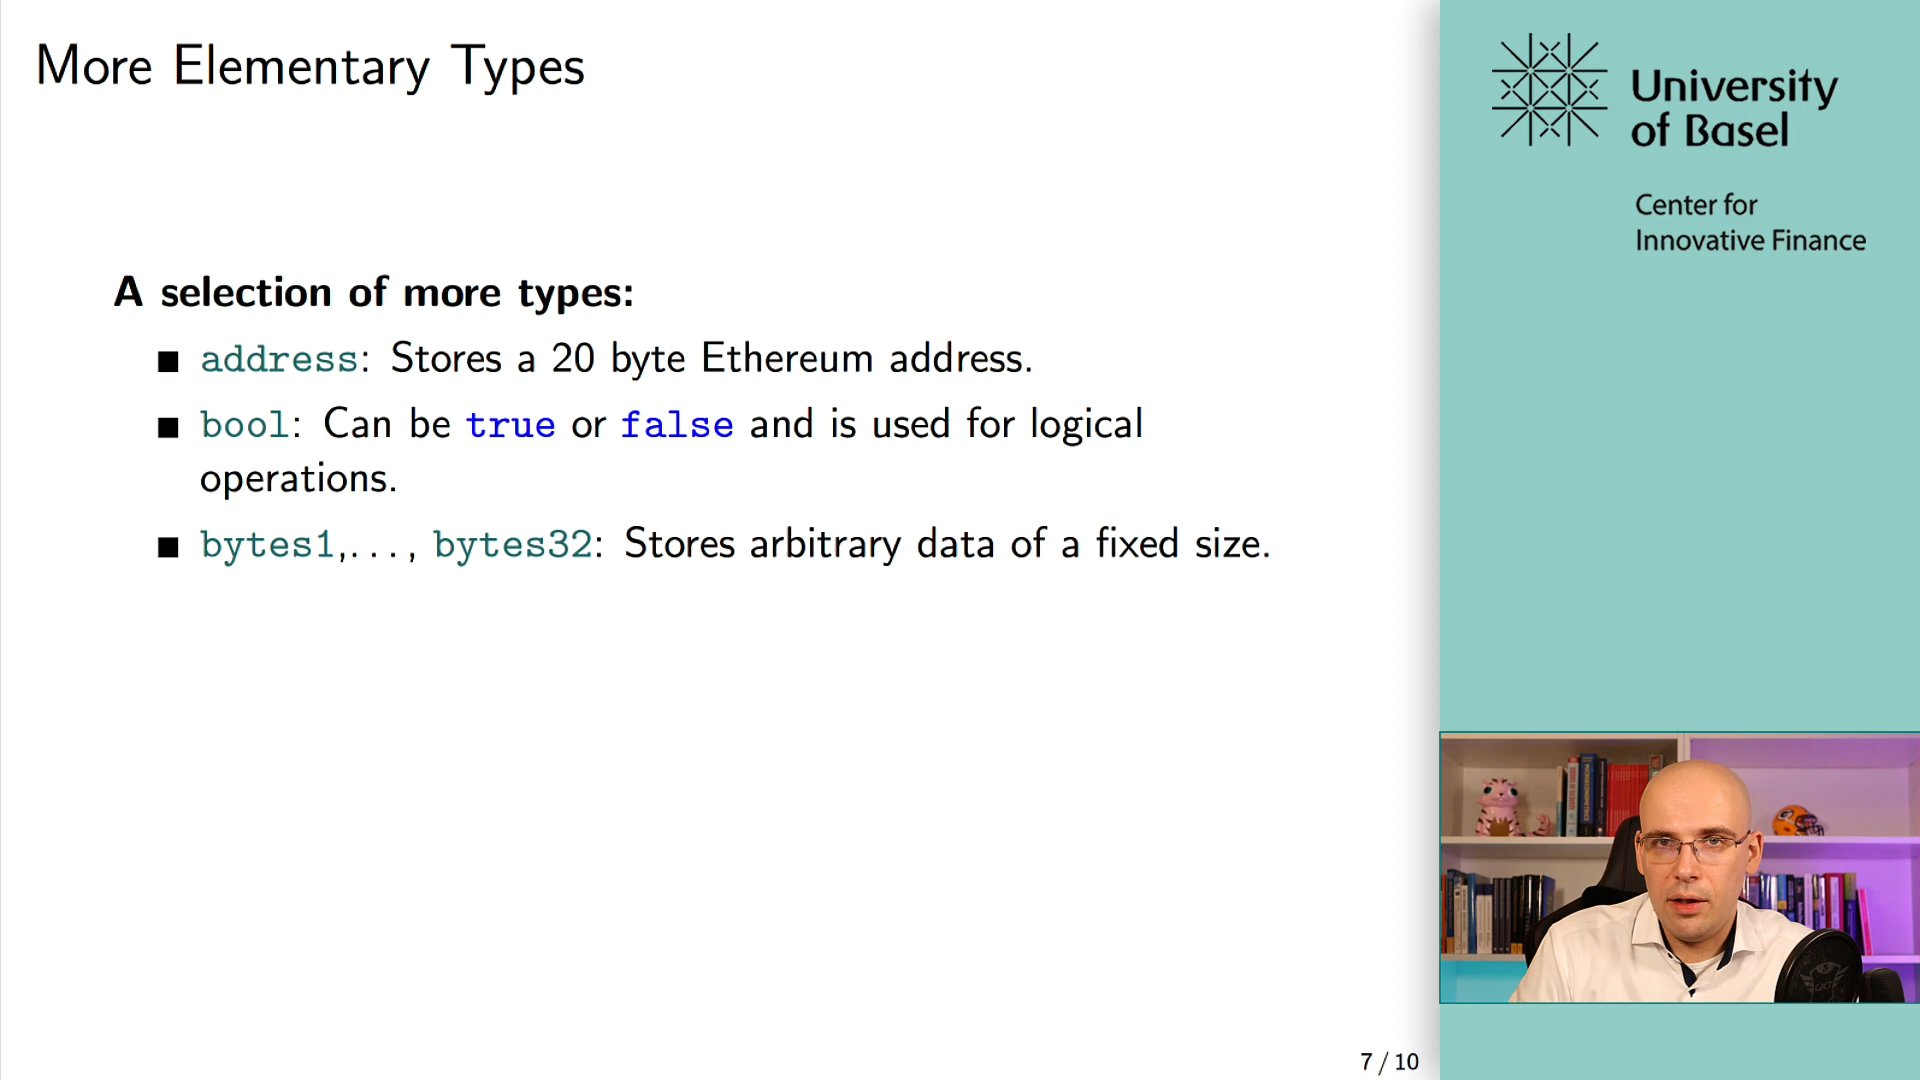 More Elementary Types
A selection of more types:
■ address: Stores a 20 byte Ethereum address.
■ bool: Can be true or false and is used for logical
operations.
■ bytes1,..., bytes32: Stores arbitrary data of a fixed size.
7 / 10
University
of Basel
Center for
Innovative Finance